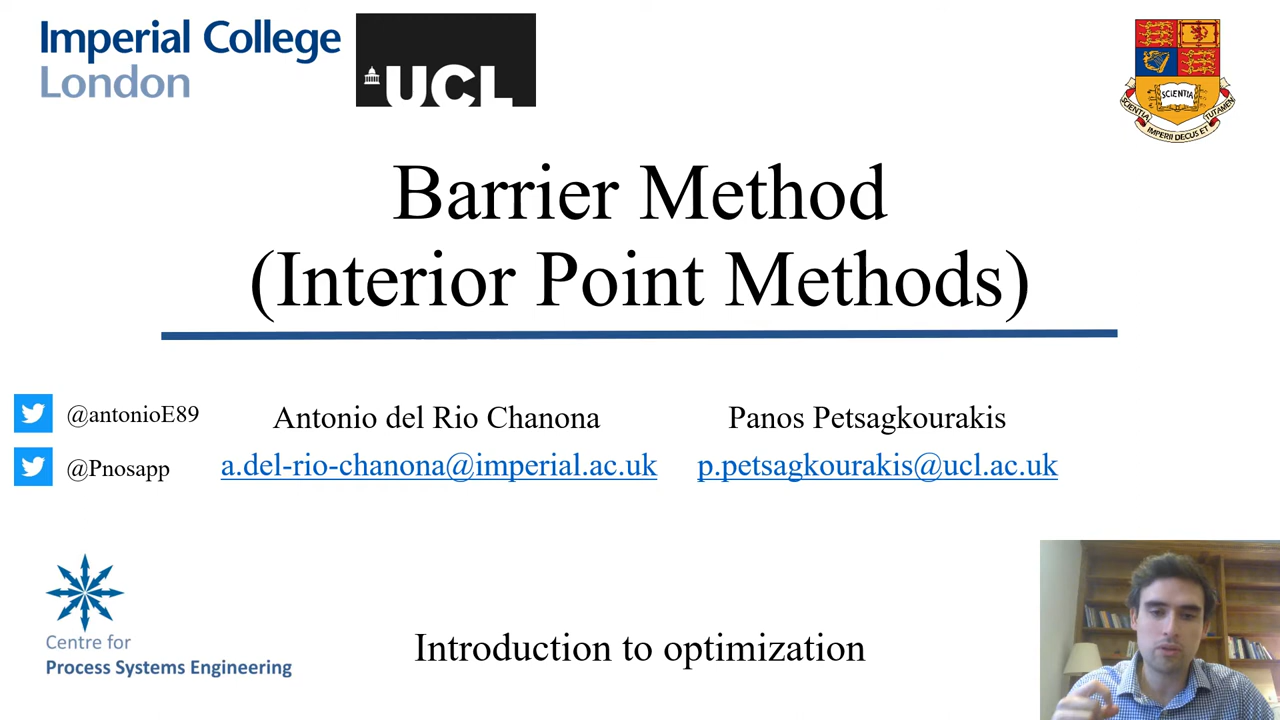 Imperial College
London
UCL
SCIENTIA
SCIENTIA
IMPERII DECUS ET
TUTAMEN
Barrier Method
(Interior Point Methods)
@antonioE89
Antonio del Rio Chanona
Panos Petsagkourakis
@Pnosapp
a.del-rio-chanona@imperial.ac.uk
p.petsagkourakis@ucl.ac.uk
Centre for
Process Systems Engineering
Introduction to optimization